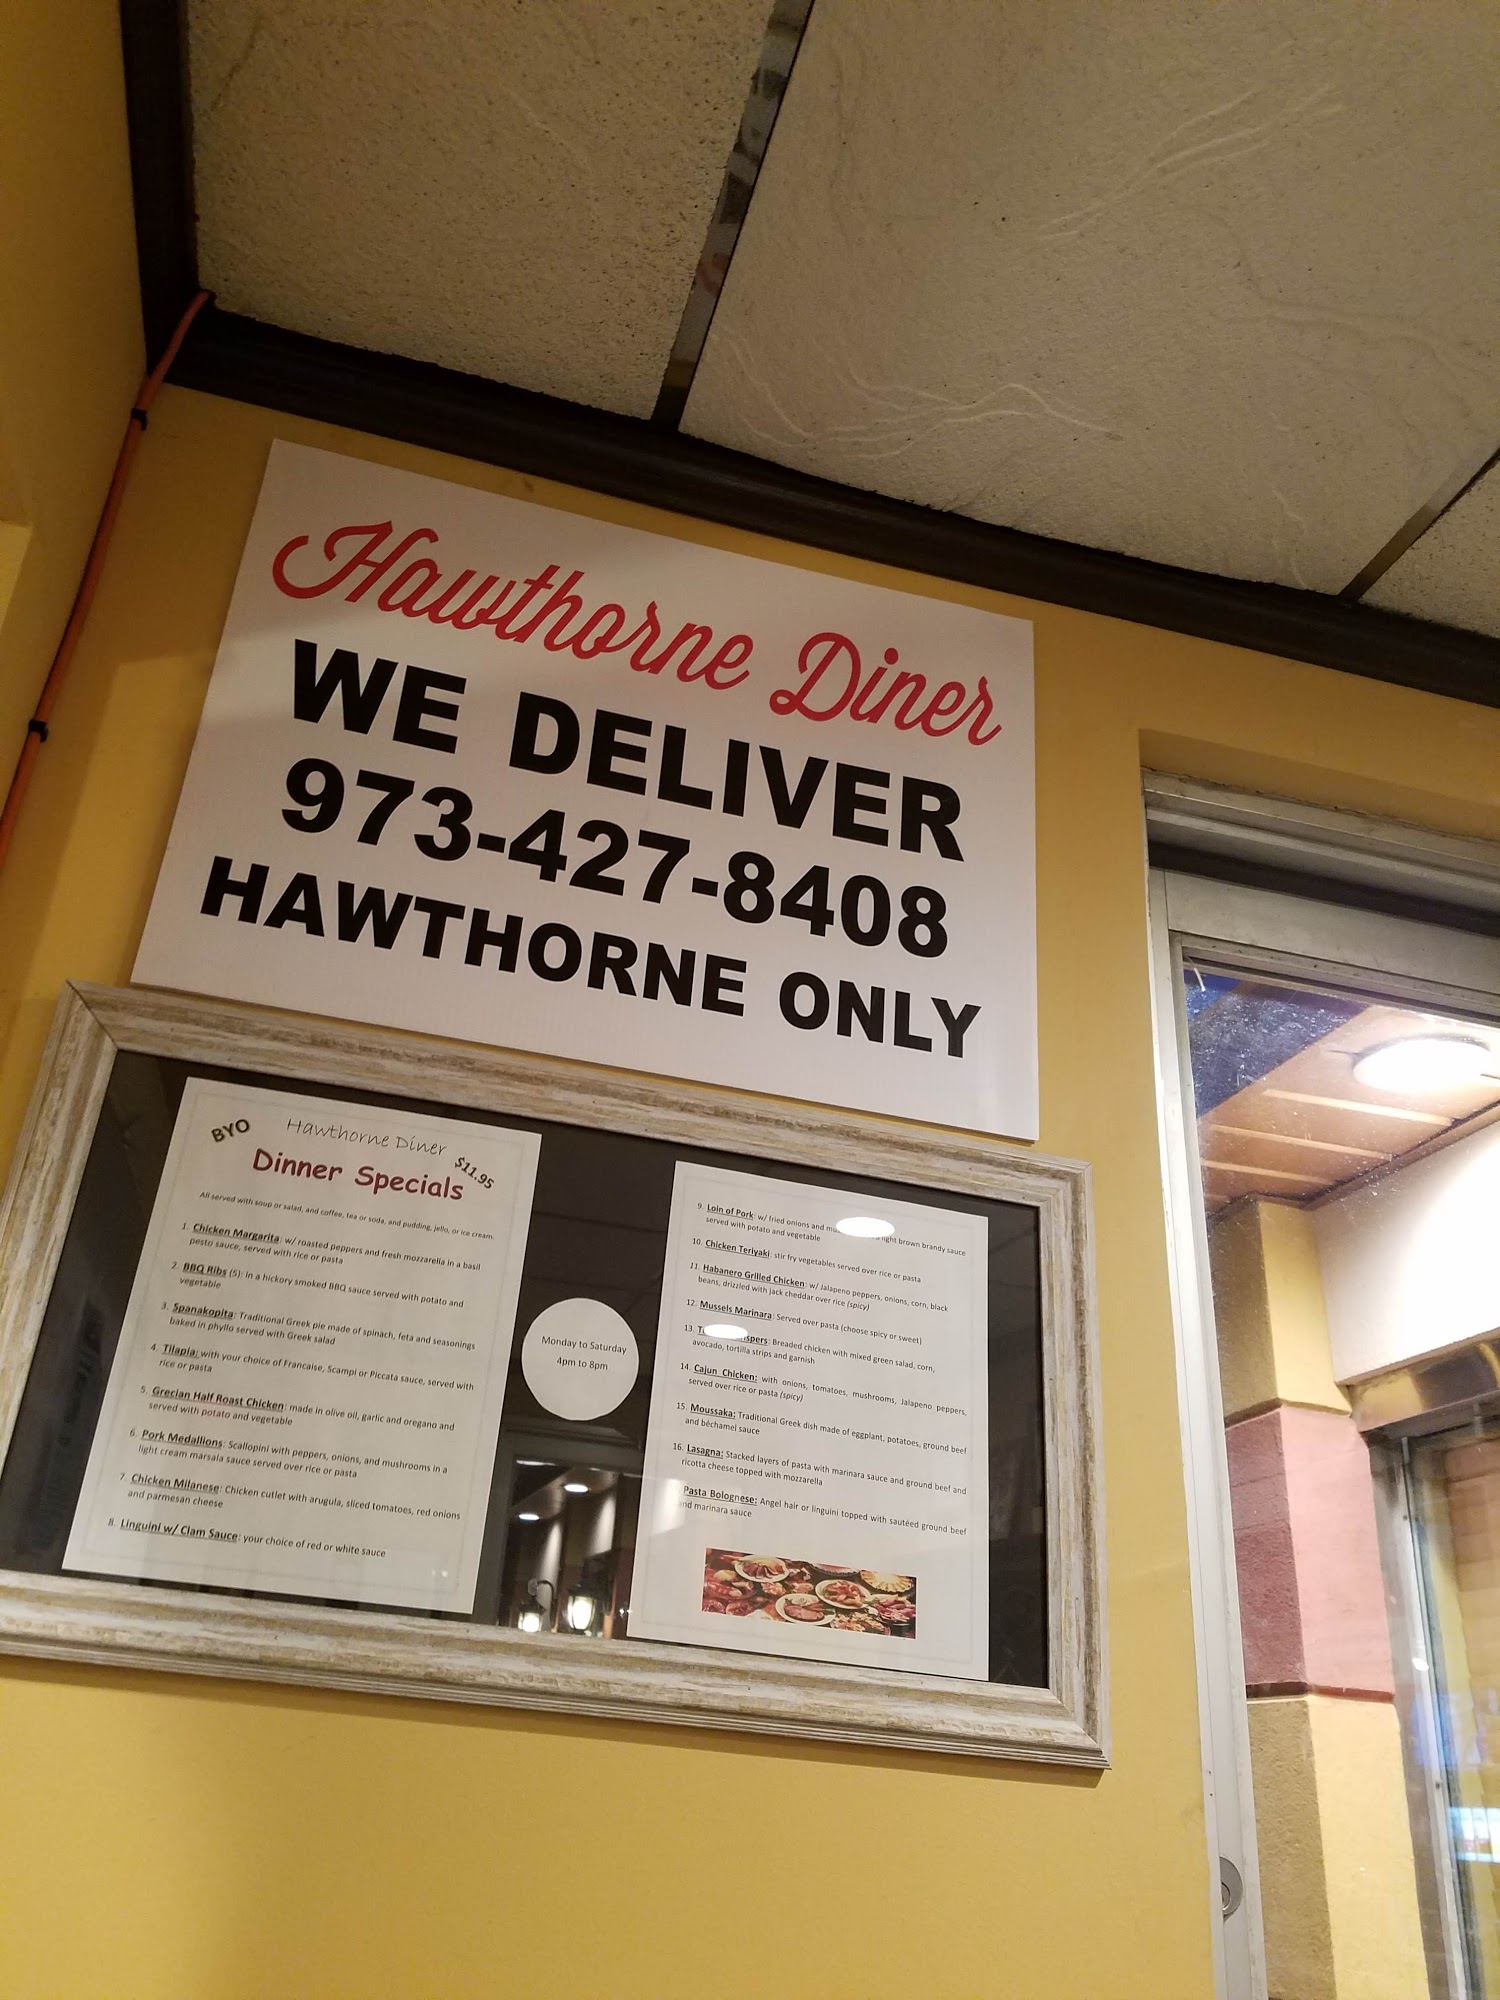 Hawthorne Diner
WE DELIVER
973-427-8408
HAWTHORNE ONLY
BYO
Hawthorne Diner
$11.95
Dinner Specials
All served with soup or salad, and coffee, tea or soda, and pudding, jello, or ice cream.
1. Chicken Margarita: w/ roasted peppers and fresh mozzarella in a basil
pesto sauce, served with rice or pasta
2. BBQ Ribs (5): in a hickory smoked BBQ sauce served with potato and
vegetable
3. Spanakopita: Traditional Greek pie made of spinach, feta and seasonings
baked in phyllo served with Greek salad
4. Tilapia: with your choice of Francaise, Scampi or Piccata sauce, served with
rice or pasta
5. Grecian Half Roast Chicken: made in olive oil, garlic and oregano and
served with potato and vegetable
6. Pork Medallions: Scallopini with peppers, onions, and mushrooms in a
light cream marsala sauce served over rice or pasta
7. Chicken Milanese: Chicken cutlet with arugula, sliced tomatoes, red onions
and parmesan cheese
8. Linguini w/ Clam Sauce: your choice of red or white sauce
Monday to Saturday
4pm to 8pm
9. Loin of Pork: w/ fried onions and light brown brandy sauce
served with potato and vegetable
10. Chicken Teriyaki: stir fry vegetables served over rice or pasta
11. Habanero Grilled Chicken: w/ Jalapeno peppers, onions, corn, black
beans, drizzled with jack cheddar over rice (spicy)
12. Mussels Marinara: Served over pasta (choose spicy or sweet)
13. Breaded chicken with mixed green salad, corn,
avocado, tortilla strips and garnish
14. Cajun Chicken: with onions, tomatoes, mushrooms, Jalapeno peppers,
served over rice or pasta (spicy)
15. Moussaka: Traditional Greek dish made of eggplant, potatoes, ground beef
and béchamel sauce
16. Lasagna: Stacked layers of pasta with marinara sauce and ground beef and
ricotta cheese topped with mozzarella
Pasta Bolognese: Angel hair or linguini topped with sautéed ground beef
and marinara sauce